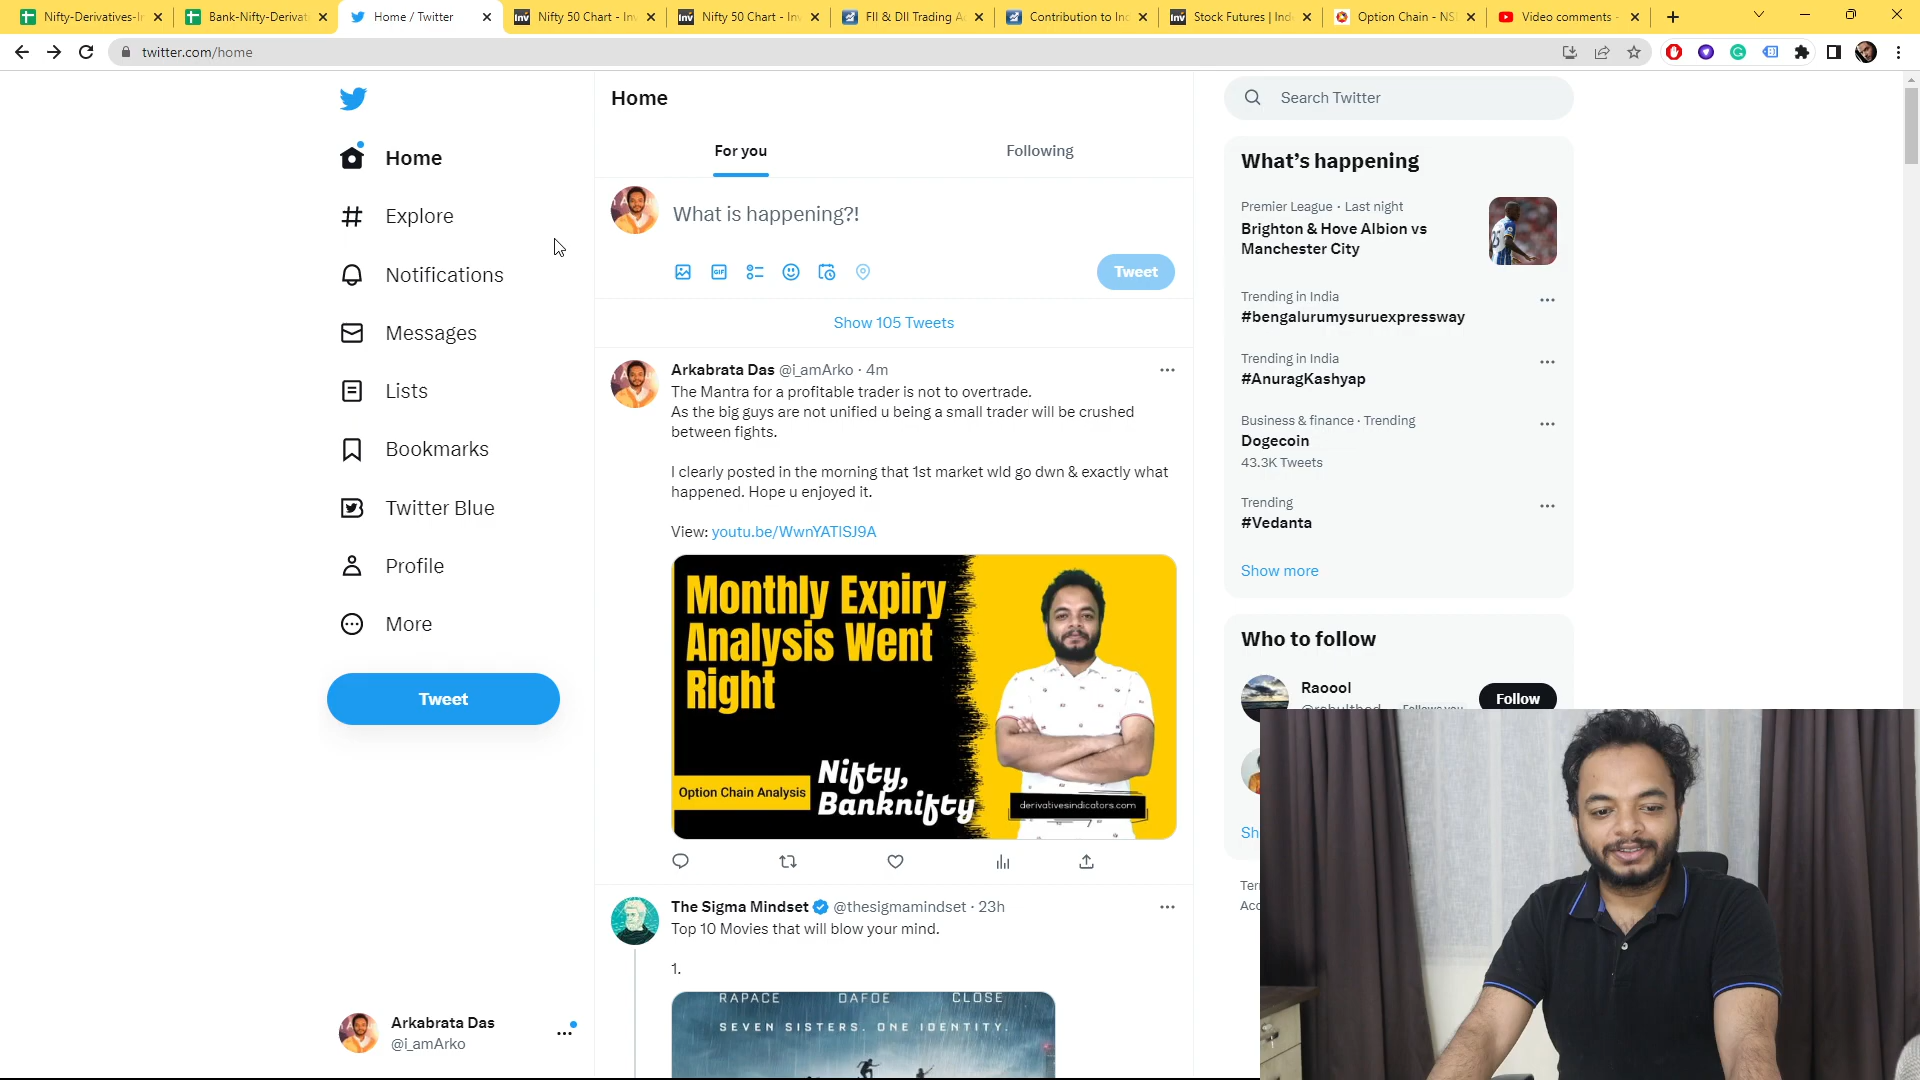 Nifty-Derivatives-In
Bank-Nifty-Derivati
Home / Twitter
Nifty 50 Chart - Inv
Nifty 50 Chart - Inv
FII & DII Trading A
Contribution to Ind
Stock Futures | Ind
Option Chain - NSE
Video comments -
twitter.com/home
Home
Explore
Notifications
Messages
Lists
Bookmarks
Twitter Blue
Profile
More
Tweet
Arkabrata Das
@i_amArko
Home
For you
Following
What is happening?!
GIF
Tweet
Show 105 Tweets
Arkabrata Das @i_amArko · 4m
The Mantra for a profitable trader is not to overtrade.
As the big guys are not unified u being a small trader will be crushed
between fights.
I clearly posted in the morning that 1st market wld go dwn & exactly what
happened. Hope u enjoyed it.
View: youtu.be/WwnYATlSJ9A
Monthly Expiry
Analysis Went
Right
Option Chain Analysis
Nifty,
Banknifty
derivativesindicators.com
The Sigma Mindset @thesigmamindset · 23h
Top 10 Movies that will blow your mind.
1.
RAPACE DAFOE CLOSE
SEVEN SISTERS. ONE IDENTITY.
Search Twitter
What's happening
Premier League · Last night
Brighton & Hove Albion vs
Manchester City
Trending in India
#bengalurumysuruexpressway
Trending in India
#AnuragKashyap
Business & finance · Trending
Dogecoin
43.3K Tweets
Trending
#Vedanta
Show more
Who to follow
Raoool
Follow
Sh
Ter
Acc